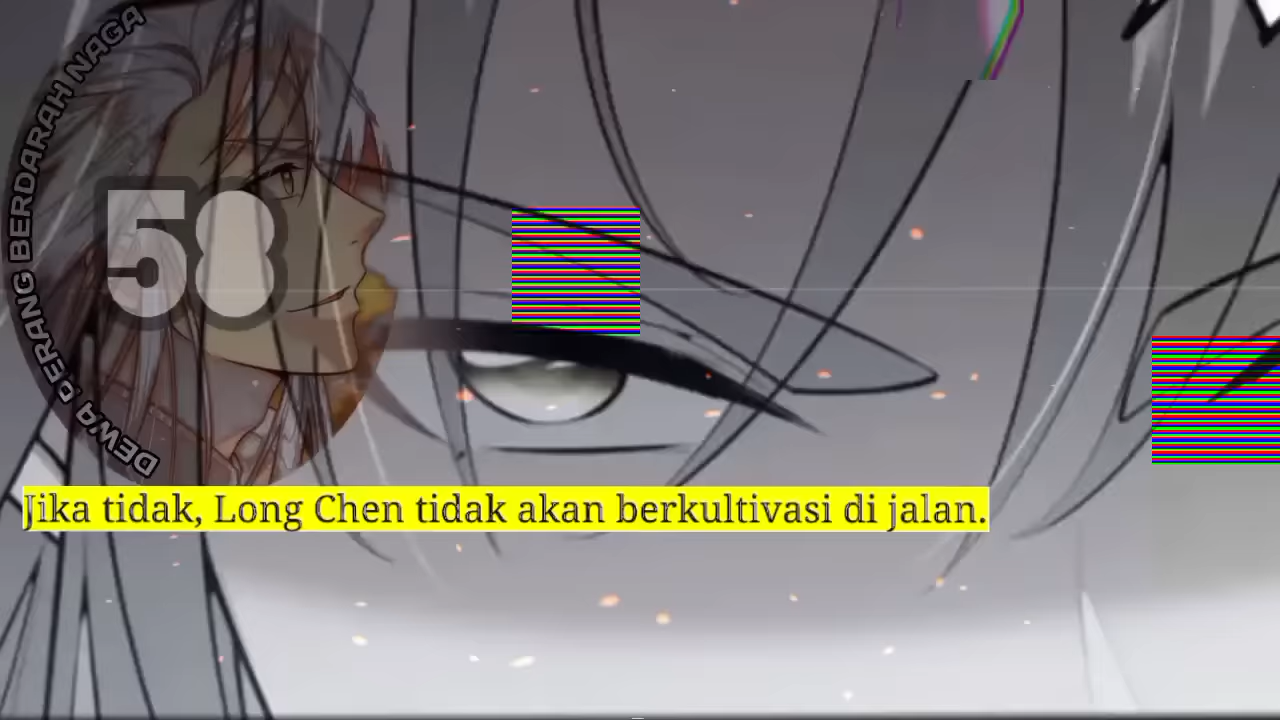 DEWA PERANG BERDARAH NAGA
58
Jika tidak, Long Chen tidak akan berkultivasi di jalan.